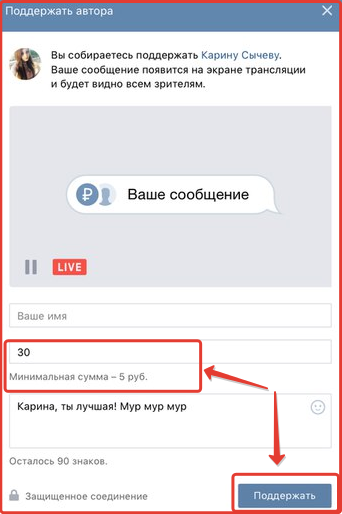 Поддержать автора
Вы собираетесь поддержать Карину Сычеву.
Ваше сообщение появится на экране трансляции
и будет видно всем зрителям.
₽ Ваше сообщение
LIVE
Ваше имя
30
Минимальная сумма – 5 руб.
Карина, ты лучшая! Мур мур мур
Осталось 90 знаков.
Защищенное соединение
Поддержать